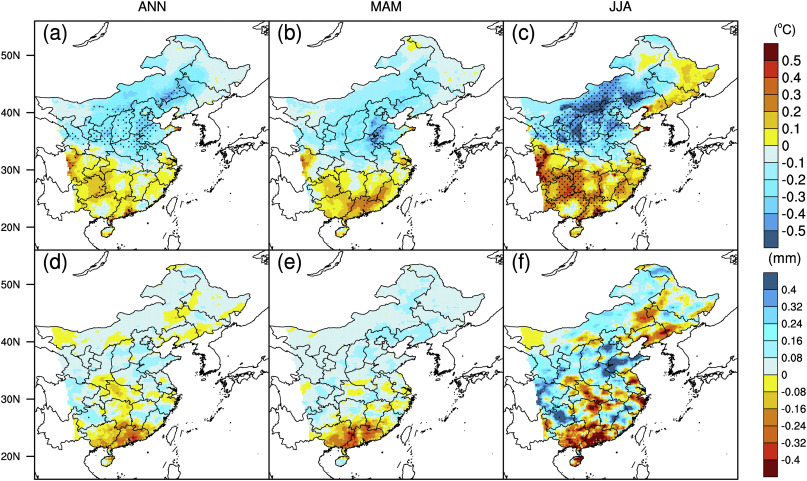 ANN MAM JJA
(a) (b) (c) (°C)
50N
40N
30N
20N
0.5
0.4
0.3
0.2
0.1
0
-0.1
-0.2
-0.3
-0.4
-0.5
(d) (e) (f) (mm)
50N
40N
30N
20N
0.4
0.32
0.24
0.16
0.08
0
-0.08
-0.16
-0.24
-0.32
-0.4